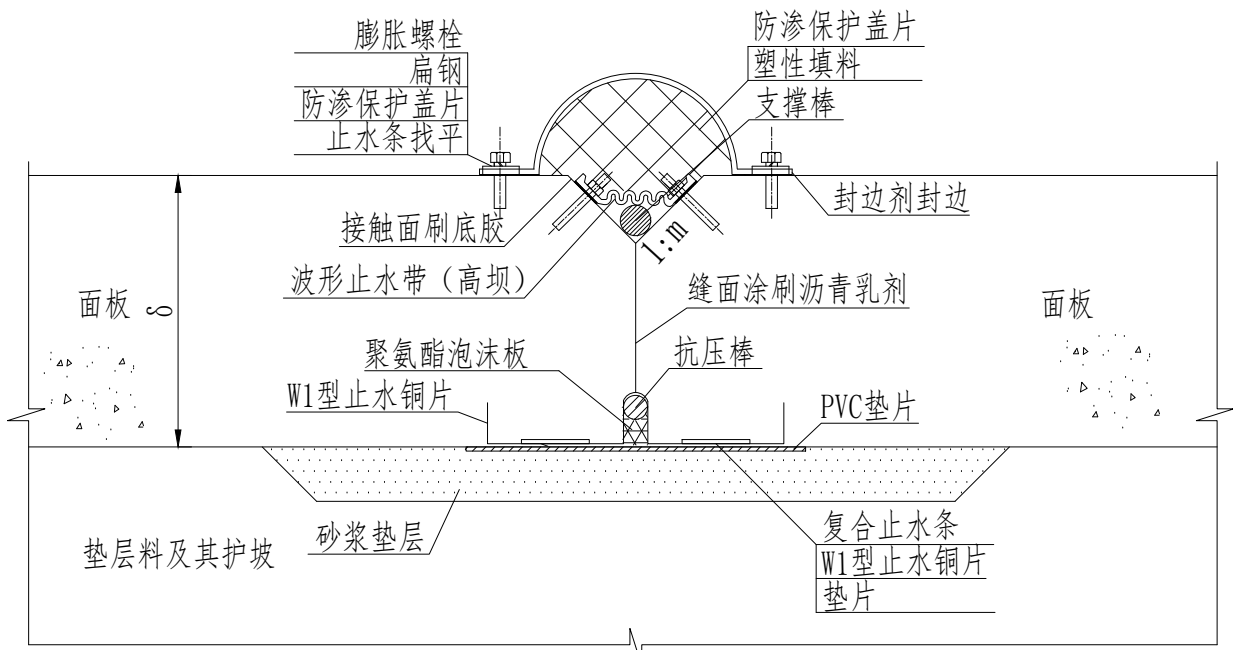 膨胀螺栓
扁钢
防渗保护盖片
止水条找平
防渗保护盖片
塑性填料
支撑棒
封边剂封边
接触面刷底胶
1:m
波形止水带（高坝）
缝面涂刷沥青乳剂
面板
δ
面板
聚氨酯泡沫板
抗压棒
W1型止水铜片
PVC垫片
砂浆垫层
垫层料及其护坡
复合止水条
W1型止水铜片
垫片